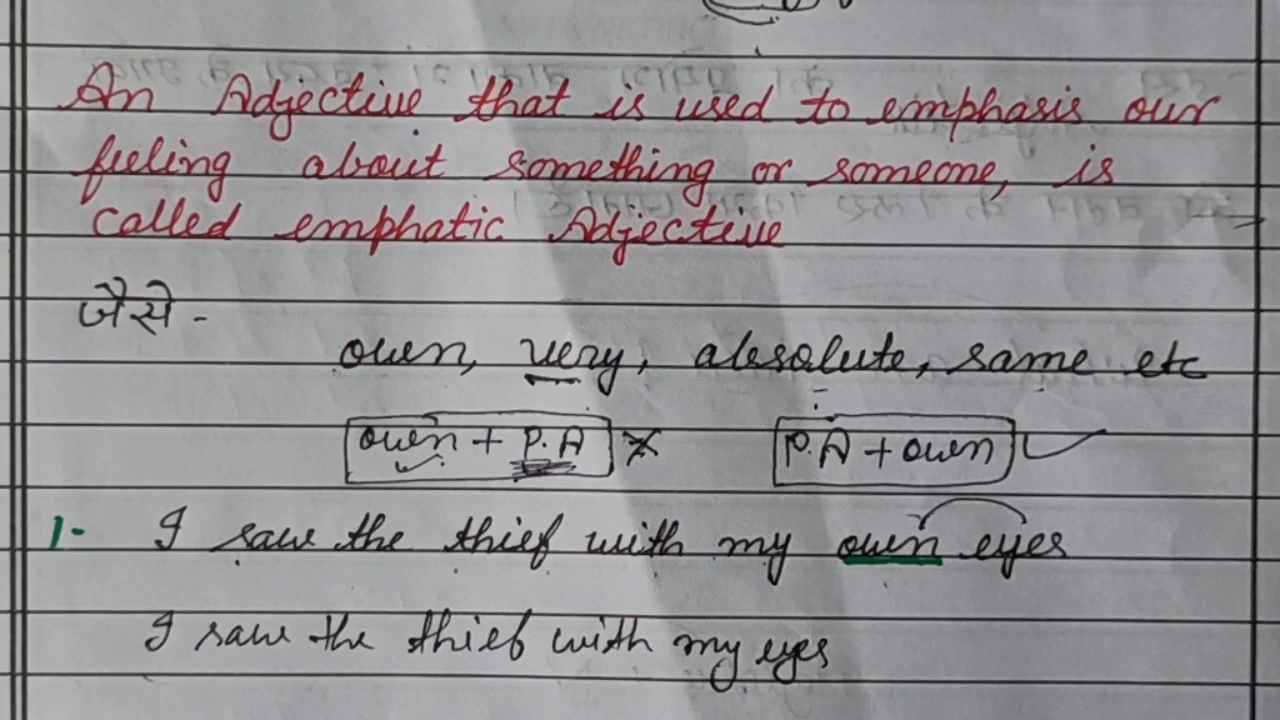 An Adjective that is used to emphasis our
feeling about something or someone, is
called emphatic Adjective
जैसे -
own, very, absolute, same etc
own + P.A × P.A + own ✓
1- I saw the thief with my own eyes
I saw the thief with my eyes